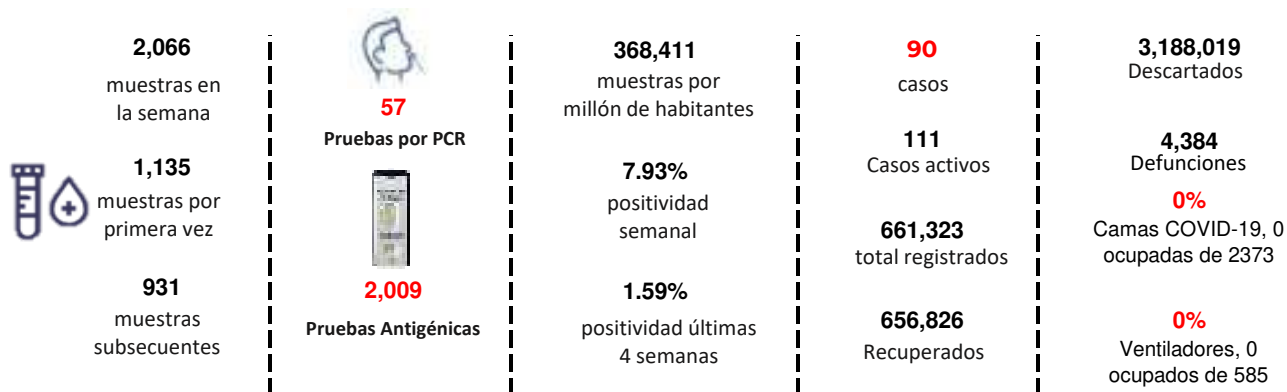 2,066
muestras en
la semana
1,135
muestras por
primera vez
931
muestras
subsecuentes
57
Pruebas por PCR
2,009
Pruebas Antigénicas
368,411
muestras por
millón de habitantes
7.93%
positividad
semanal
1.59%
positividad últimas
4 semanas
90
casos
111
Casos activos
661,323
total registrados
656,826
Recuperados
3,188,019
Descartados
4,384
Defunciones
0%
Camas COVID-19, 0
ocupadas de 2373
0%
Ventiladores, 0
ocupados de 585